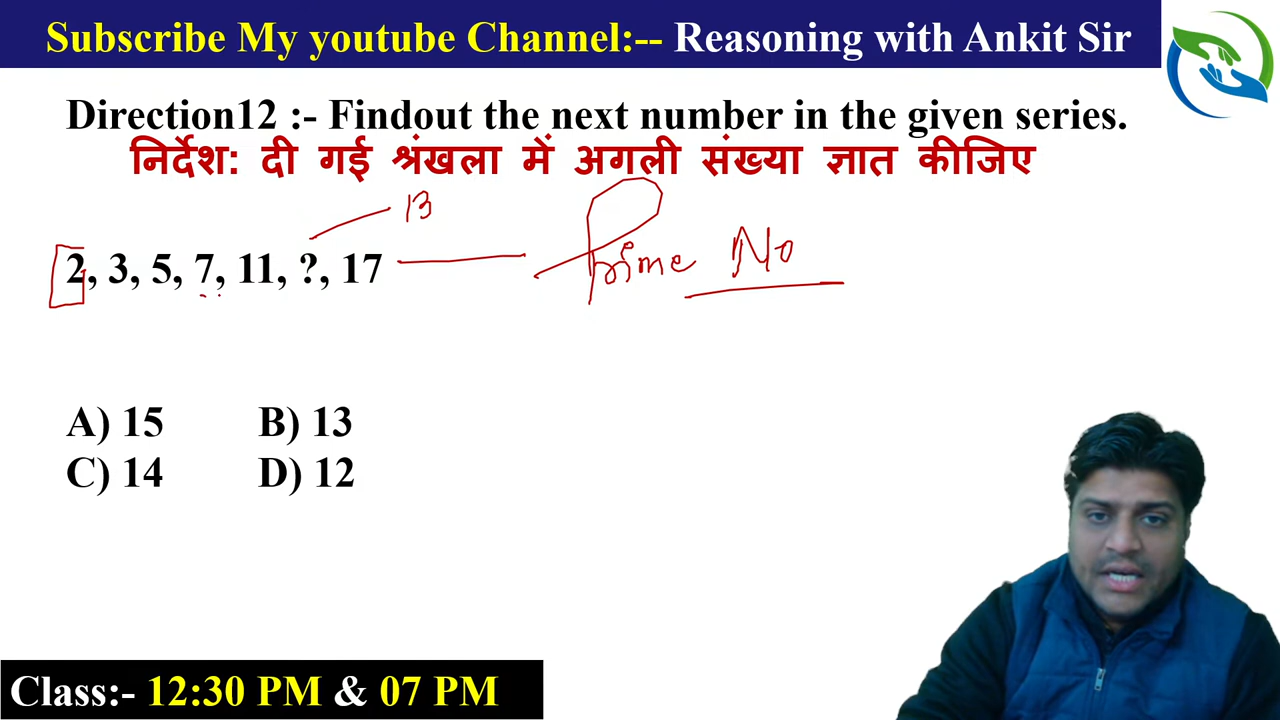 Subscribe My youtube Channel:-- Reasoning with Ankit Sir
Direction12 :- Findout the next number in the given series.
निर्देश: दी गई श्रंखला में अगली संख्या ज्ञात कीजिए
13
2, 3, 5, 7, 11, ?, 17
Prime No
A) 15 B) 13
C) 14 D) 12
Class:- 12:30 PM & 07 PM